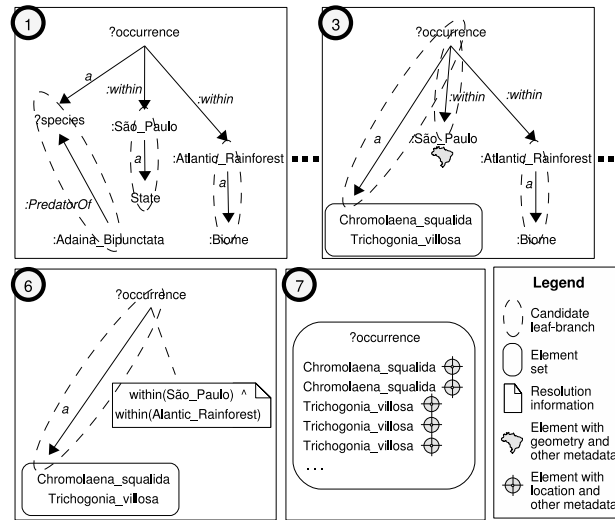 1
?occurrence
a
:within
:within
?species
:São_Paulo
:Atlantic_Rainforest
a
a
:PredatorOf
State
:Adaina_Bipunctata
:Biome
3
?occurrence
a
:within
:within
:São_Paulo
:Atlantic_Rainforest
a
Chromolaena_squalida
Trichogonia_villosa
:Biome
6
?occurrence
a
within(São_Paulo) ^
within(Alantic_Rainforest)
Chromolaena_squalida
Trichogonia_villosa
7
?occurrence
Chromolaena_squalida
Chromolaena_squalida
Trichogonia_villosa
Trichogonia_villosa
Trichogonia_villosa
. . .
Legend
Candidate
leaf-branch
Element
set
Resolution
information
Element with
geometry and
other metadata
Element with
location and
other metadata